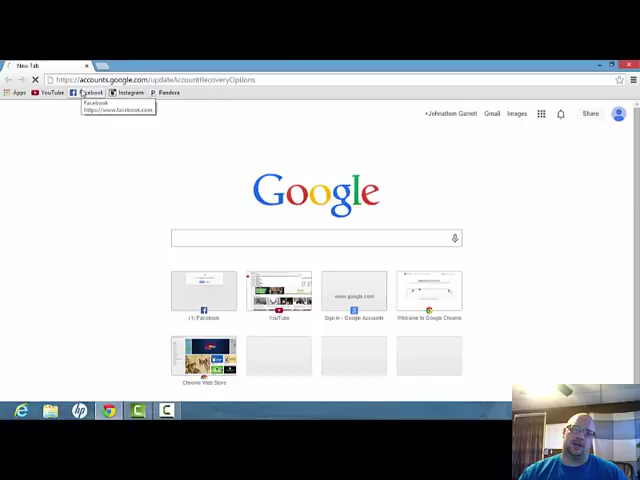 New Tab
https://accounts.google.com/updateAccountRecoveryOptions
Apps YouTube Facebook Instagram Pandora
Facebook
https://www.facebook.com
+Johnathon Garrett Gmail Images Share
Google
www.google.com
(1) Facebook YouTube Sign in - Google Accounts Welcome to Google Chrome
Chrome Web Store